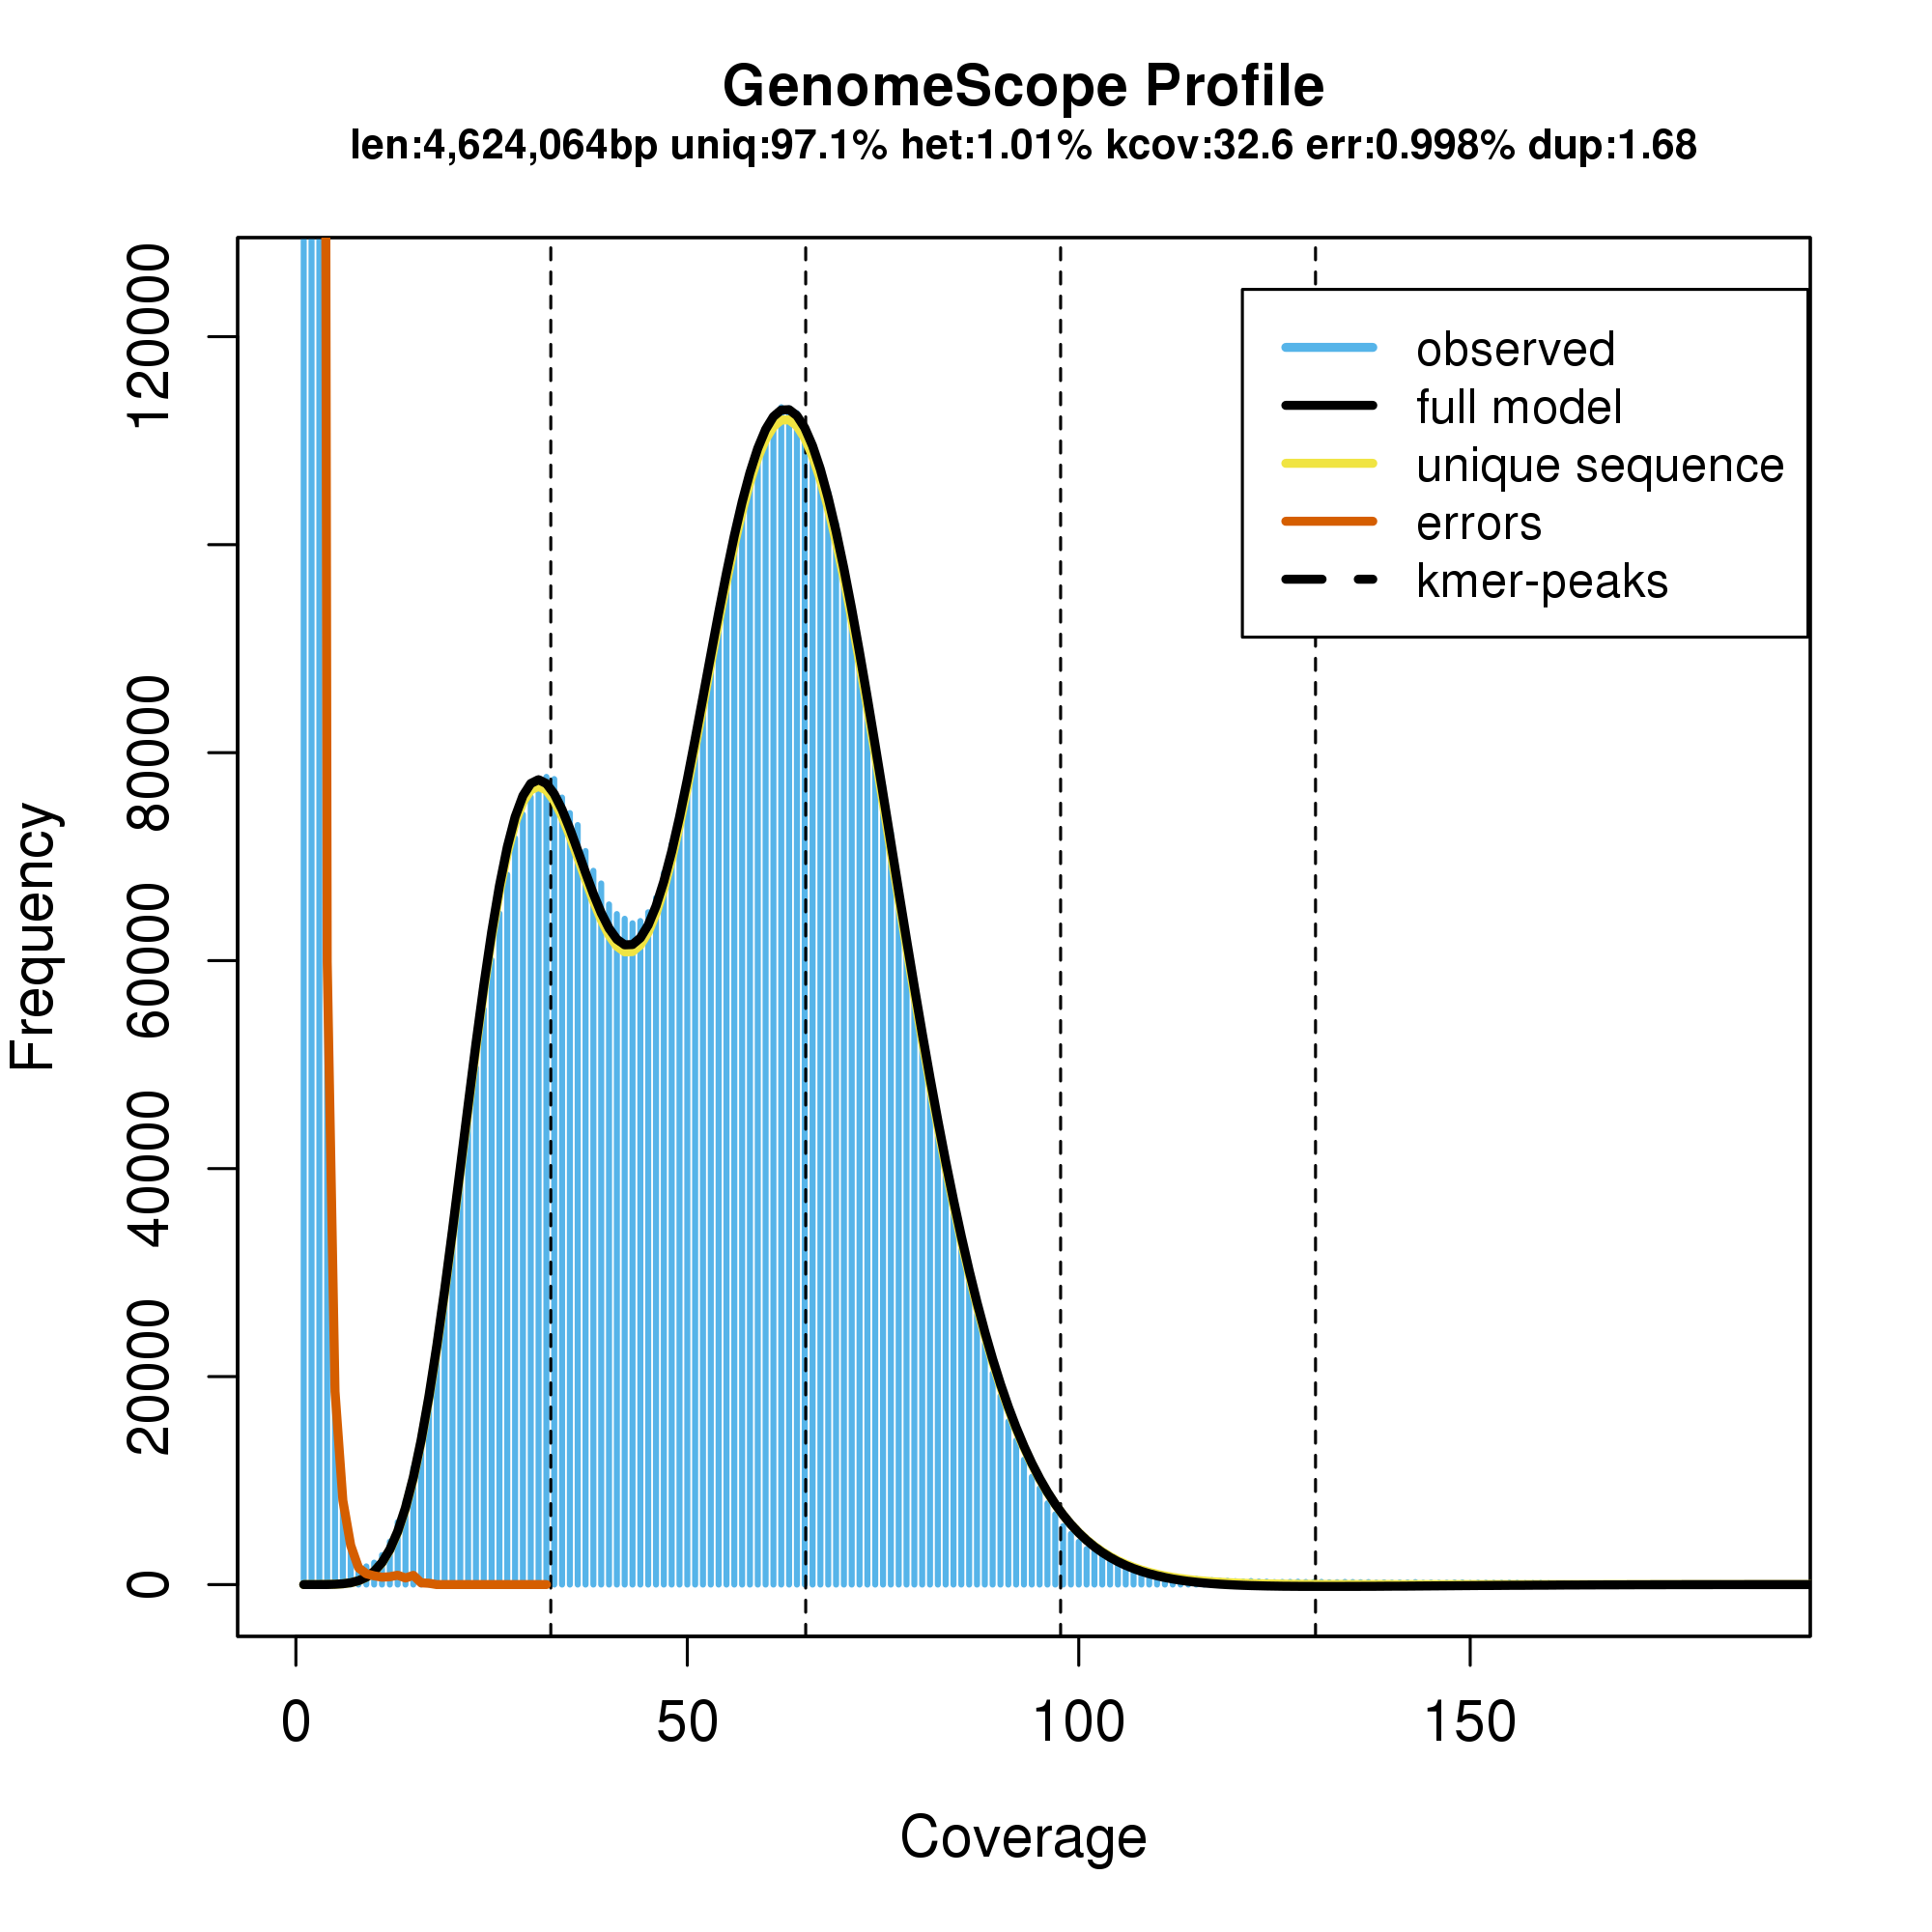 GenomeScope Profile
len:4,624,064bp uniq:97.1% het:1.01% kcov:32.6 err:0.998% dup:1.68
observed
full model
unique sequence
errors
kmer-peaks
Frequency
120000
80000
60000
40000
20000
0
0 50 100 150
Coverage